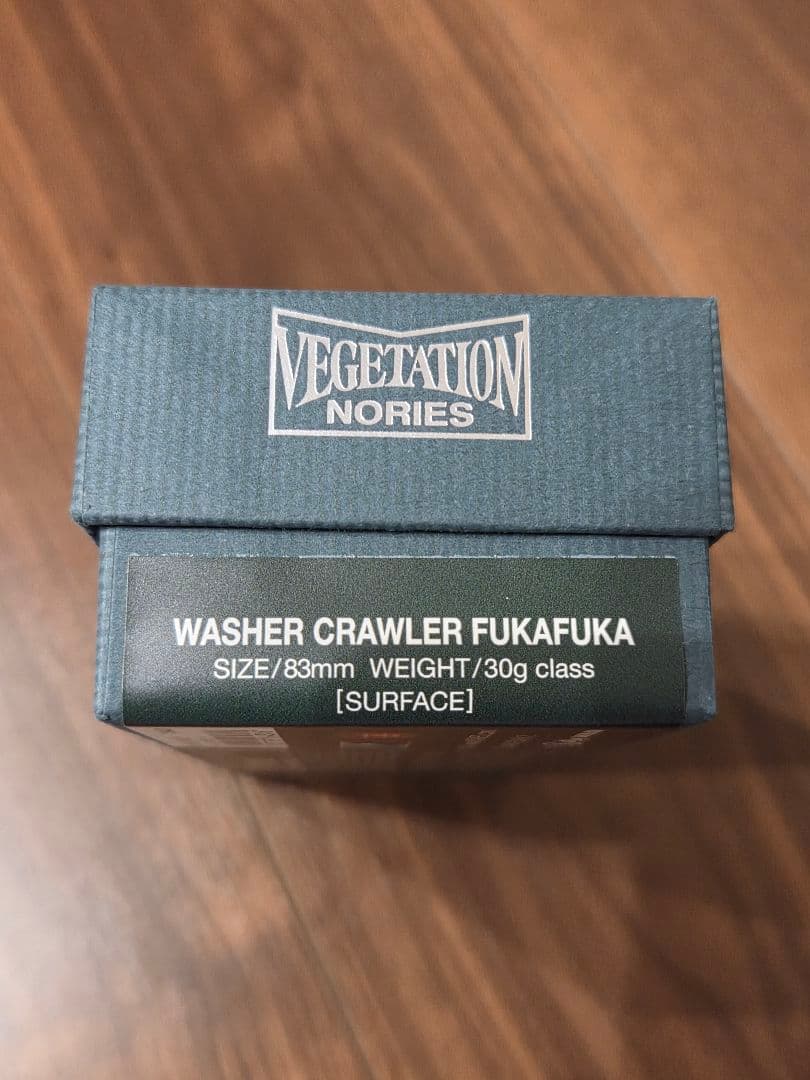 VEGETATION
NORIES
WASHER CRAWLER FUKAFUKA
SIZE/83mm WEIGHT/30g class
[SURFACE]